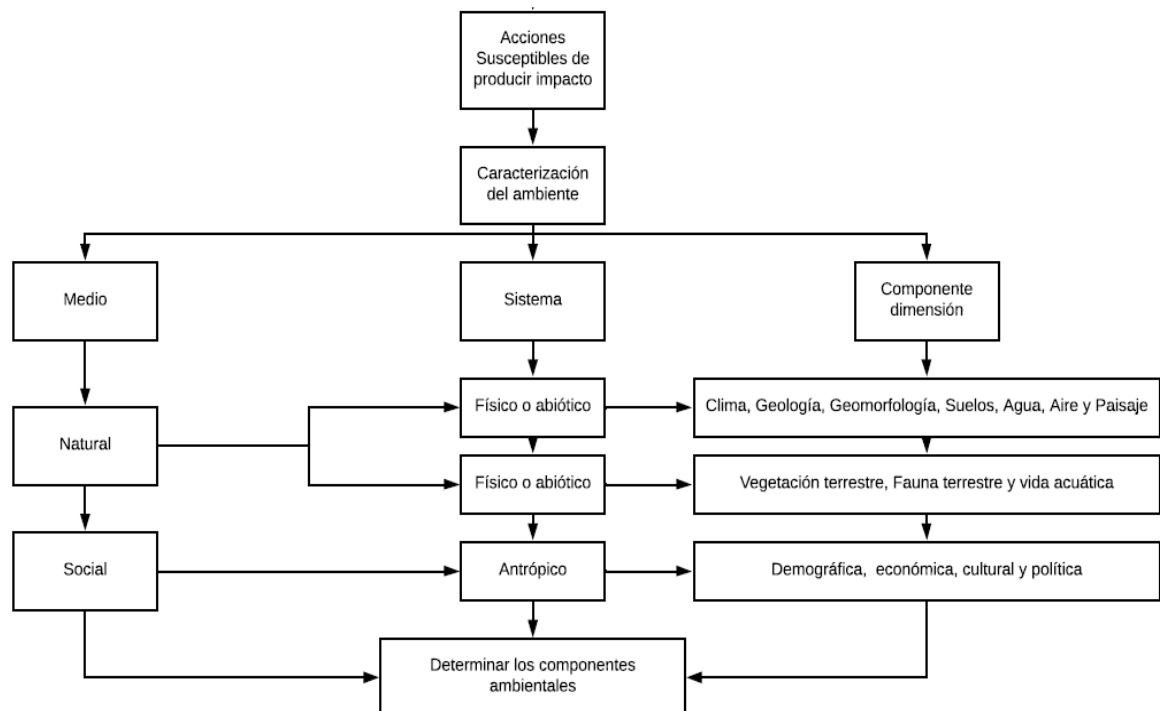 Acciones
Susceptibles de
producir impacto
Caracterización
del ambiente
Medio
Sistema
Componente
dimensión
Natural
Físico o abiótico
Clima, Geología, Geomorfología, Suelos, Agua, Aire y Paisaje
Físico o abiótico
Vegetación terrestre, Fauna terrestre y vida acuática
Social
Antrópico
Demográfica, económica, cultural y política
Determinar los componentes
ambientales